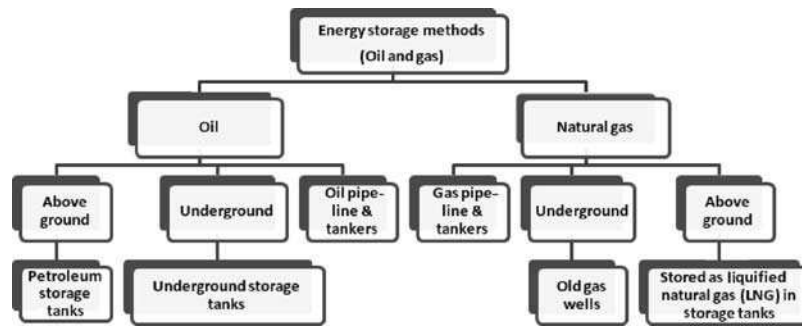 Energy storage methods
(Oil and gas)
Oil
Natural gas
Above
ground
Underground
Oil pipe-
line &
tankers
Gas pipe-
line &
tankers
Underground
Above
ground
Petroleum
storage
tanks
Underground storage
tanks
Old gas
wells
Stored as liquified
natural gas (LNG) in
storage tanks